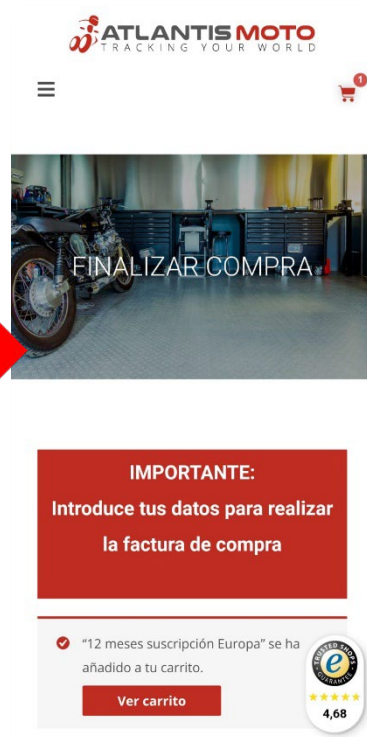 ATLANTIS MOTO
TRACKING YOUR WORLD
1
FINALIZAR COMPRA
IMPORTANTE:
Introduce tus datos para realizar
la factura de compra
“12 meses suscripción Europa” se ha
añadido a tu carrito.
Ver carrito
TRUSTED SHOPS
e
GUARANTEE
4,68